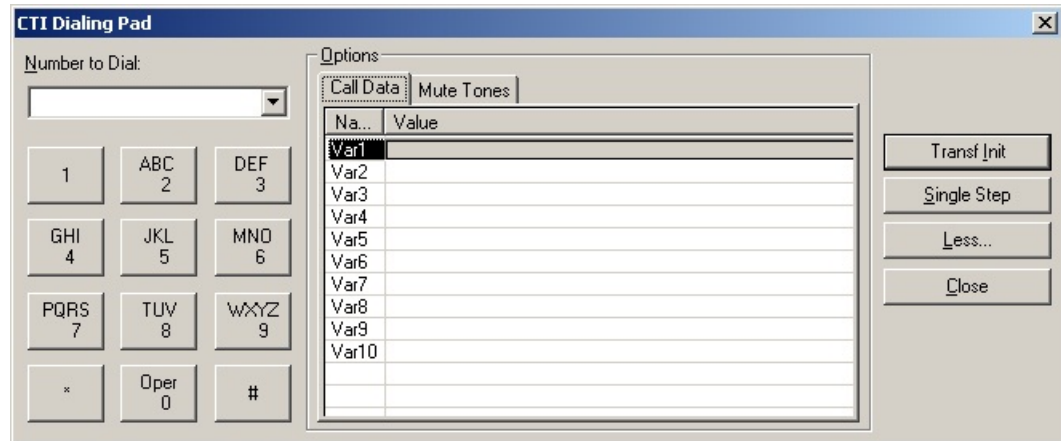 CTI Dialing Pad
Number to Dial:
1
ABC
2
DEF
3
GHI
4
JKL
5
MNO
6
PQRS
7
TUV
8
WXYZ
9
*
Oper
0
#
Options
Call Data
Mute Tones
Na... Value
Var1
Var2
Var3
Var4
Var5
Var6
Var7
Var8
Var9
Var10
Transf Init
Single Step
Less...
Close